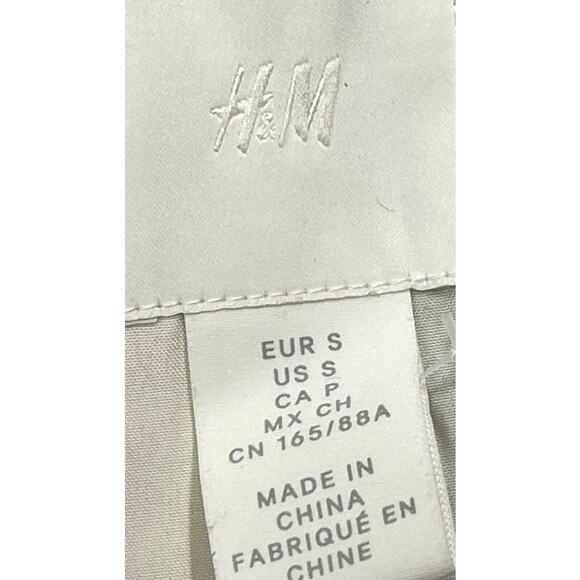 H&M
EUR S
US S
CA P
MX CH
CN 165/88A
MADE IN
CHINA
FABRIQUÉ EN
CHINE